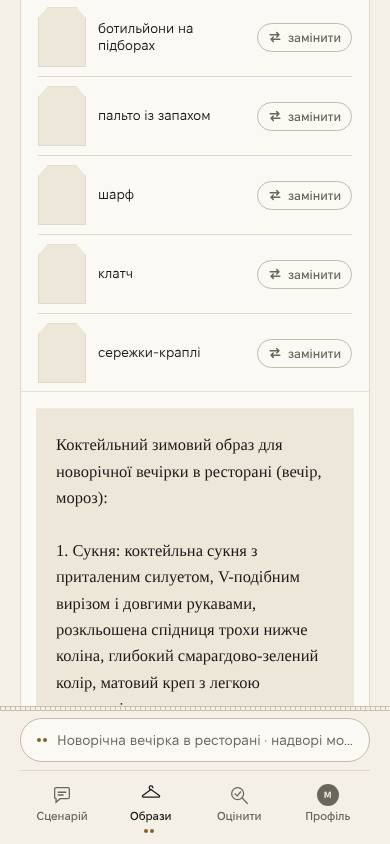 ботильйони на
підборах
замінити
пальто із запахом
замінити
шарф
замінити
клатч
замінити
сережки-краплі
замінити
Коктейльний зимовий образ для
новорічної вечірки в ресторані (вечір,
мороз):
1. Сукня: коктейльна сукня з
приталеним силуетом, V-подібним
вирізом і довгими рукавами,
розкльошена спідниця трохи нижче
коліна, глибокий смарагдово-зелений
колір, матовий креп з легкою
Новорічна вечірка в ресторані · надворі мо...
Сценарій
Образи
Оцінити
М
Профіль